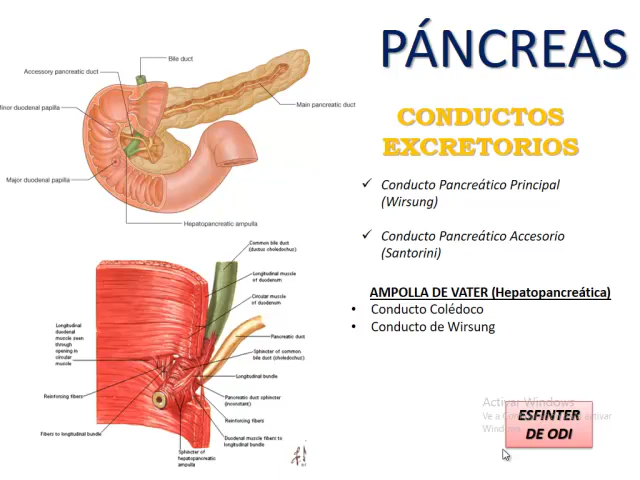 PÁNCREAS
CONDUCTOS
EXCRETORIOS
✓ Conducto Pancreático Principal
(Wirsung)
✓ Conducto Pancreático Accesorio
(Santorini)
AMPOLLA DE VATER (Hepatopancreática)
• Conducto Colédoco
• Conducto de Wirsung
ESFINTER
DE ODI
Activar Windows
Ve a
activar
Bile duct
Accessory pancreatic duct
Main pancreatic duct
Minor duodenal papilla
Major duodenal papilla
Hepatopancreatic ampulla
Common bile duct
(ductus choledochus)
Longitudinal muscle
of duodenum
Circular muscle
of duodenum
Longitudinal
duodenal
muscle seen
through
opening in
circular
muscle
Pancreatic duct
Sphincter of common
bile duct (choledochus)
Longitudinal bundle
Reinforcing fibers
Pancreatic duct sphincter
(inconstant)
Reinforcing fibers
Fibers to longitudinal bundle
Duodenal muscle fibers to
longitudinal bundle
Sphincter of
hepatopancreatic
ampulla